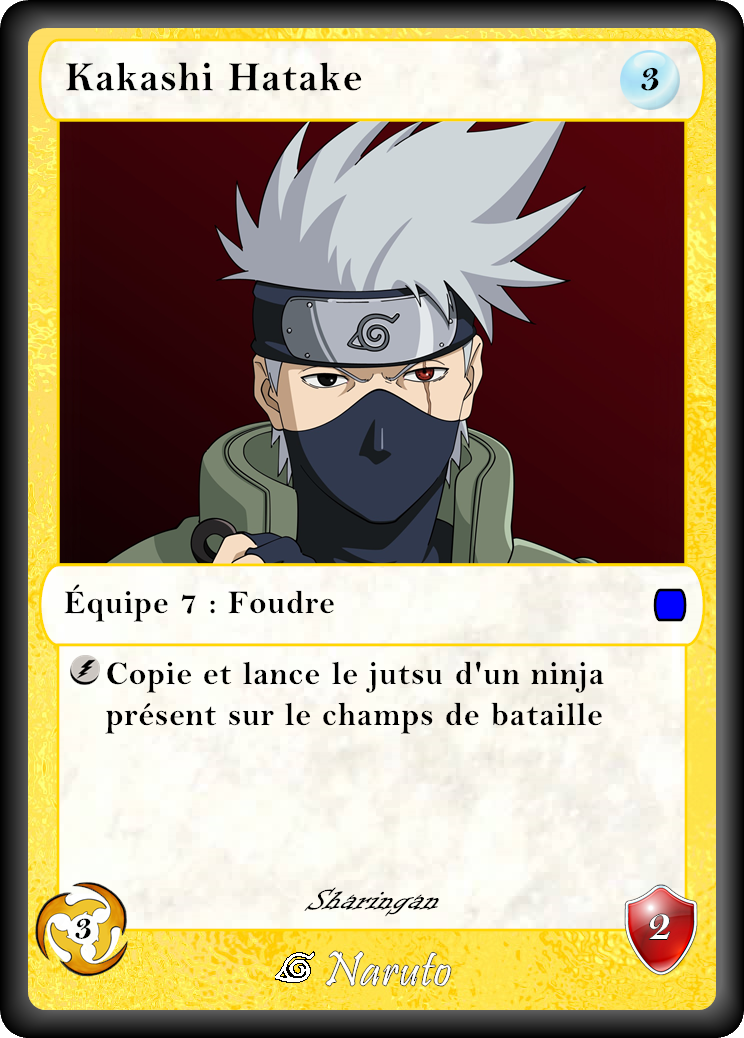 Kakashi Hatake 3
Équipe 7 : Foudre
Copie et lance le jutsu d'un ninja
présent sur le champs de bataille
Sharingan
3
2
Naruto